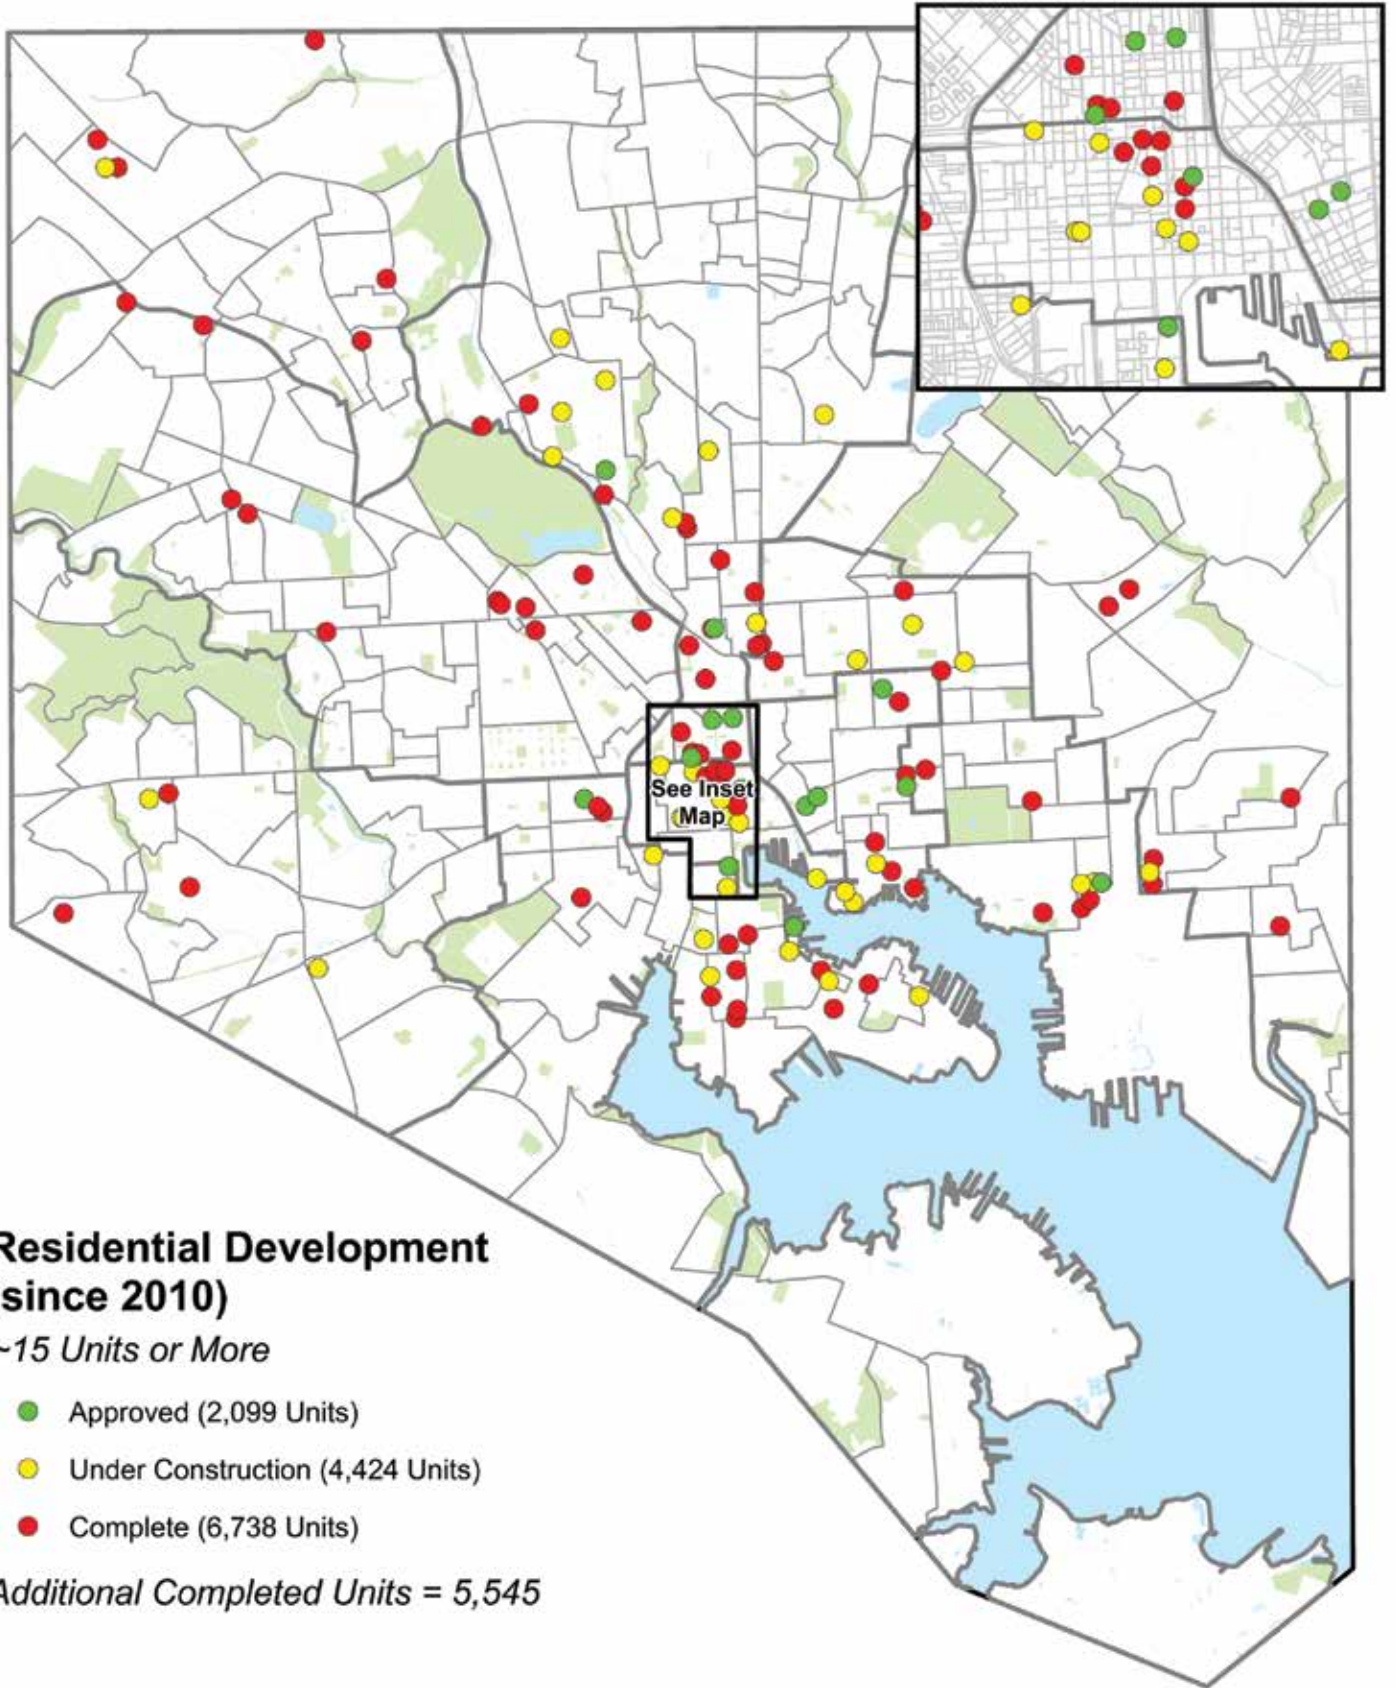 See Inset
Map
Residential Development
since 2010)
~15 Units or More
Approved (2,099 Units)
Under Construction (4,424 Units)
Complete (6,738 Units)
Additional Completed Units = 5,545